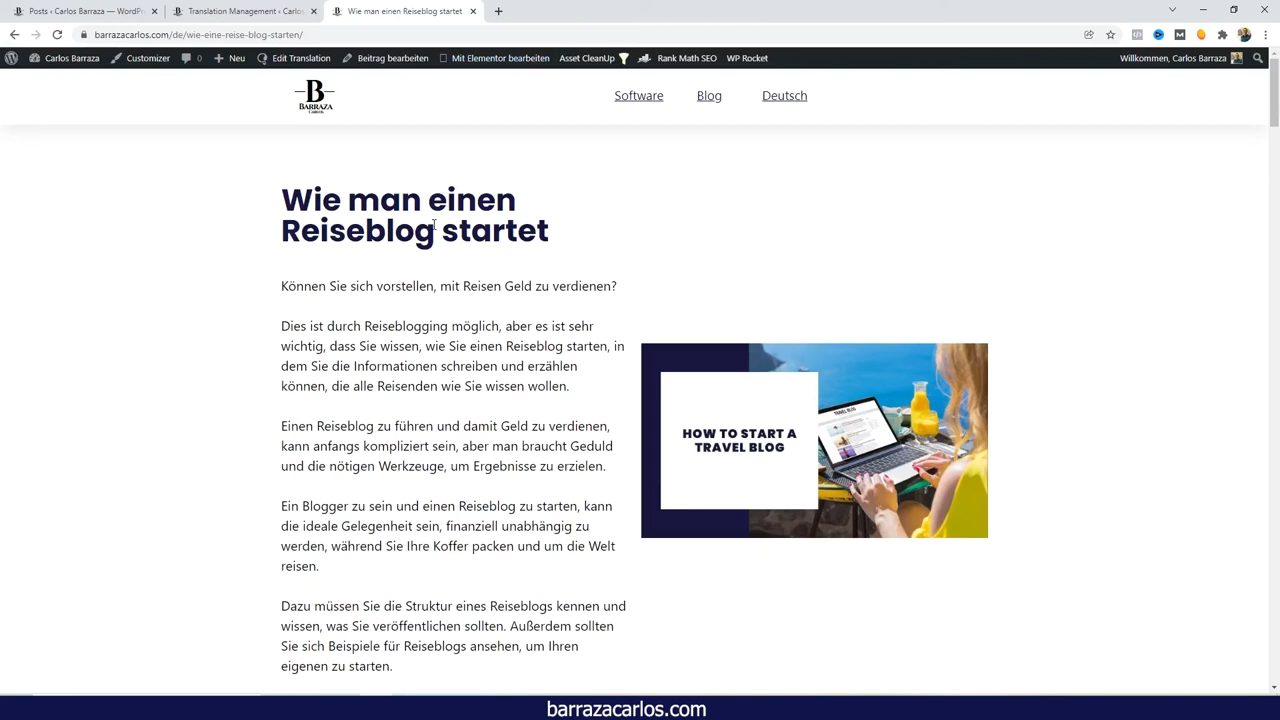 Posts ‹ Carlos Barraza — WordPr
Translation Management ‹ Carlos
Wie man einen Reiseblog startet
barrazacarlos.com/de/wie-eine-reise-blog-starten/
Carlos Barraza
Customizer
0
Neu
Edit Translation
Beitrag bearbeiten
Mit Elementor bearbeiten
Asset CleanUp
Rank Math SEO
WP Rocket
Willkommen, Carlos Barraza
B
BARRAZA
CARLOS
Software
Blog
Deutsch
Wie man einen
Reiseblog startet
Können Sie sich vorstellen, mit Reisen Geld zu verdienen?
Dies ist durch Reiseblogging möglich, aber es ist sehr
wichtig, dass Sie wissen, wie Sie einen Reiseblog starten, in
dem Sie die Informationen schreiben und erzählen
können, die alle Reisenden wie Sie wissen wollen.
Einen Reiseblog zu führen und damit Geld zu verdienen,
kann anfangs kompliziert sein, aber man braucht Geduld
und die nötigen Werkzeuge, um Ergebnisse zu erzielen.
Ein Blogger zu sein und einen Reiseblog zu starten, kann
die ideale Gelegenheit sein, finanziell unabhängig zu
werden, während Sie Ihre Koffer packen und um die Welt
reisen.
Dazu müssen Sie die Struktur eines Reiseblogs kennen und
wissen, was Sie veröffentlichen sollten. Außerdem sollten
Sie sich Beispiele für Reiseblogs ansehen, um Ihren
eigenen zu starten.
HOW TO START A
TRAVEL BLOG
TRAVEL BLOG
barrazacarlos.com